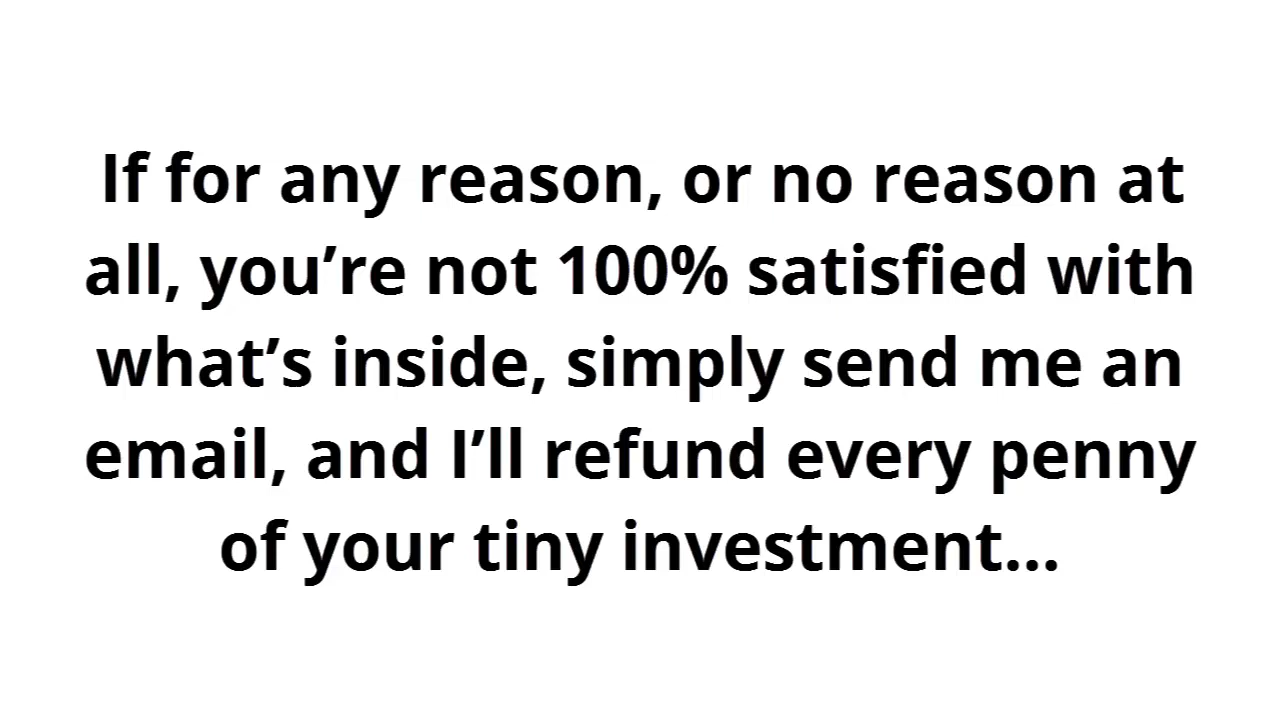 If for any reason, or no reason at
all, you’re not 100% satisfied with
what’s inside, simply send me an
email, and I’ll refund every penny
of your tiny investment...